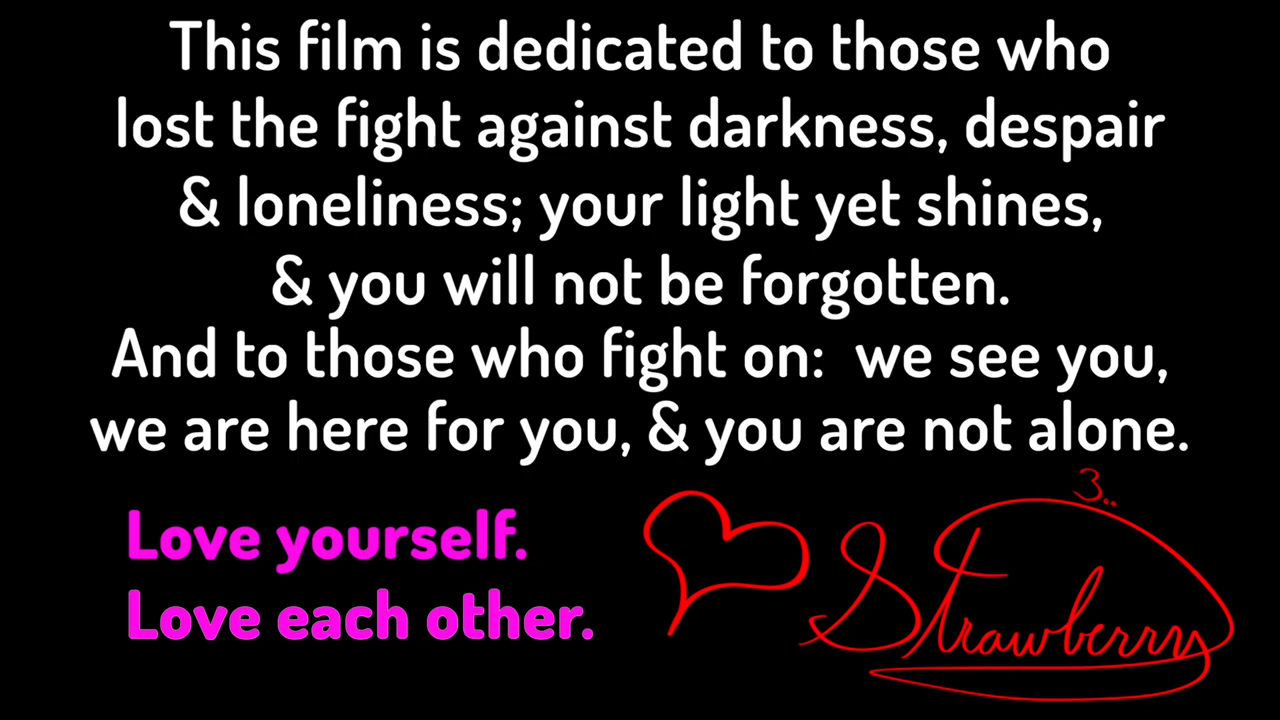 This film is dedicated to those who
lost the fight against darkness, despair
& loneliness; your light yet shines,
& you will not be forgotten.
And to those who fight on:  we see you,
we are here for you, & you are not alone.
Love yourself.
Love each other.
3..
Strawberry